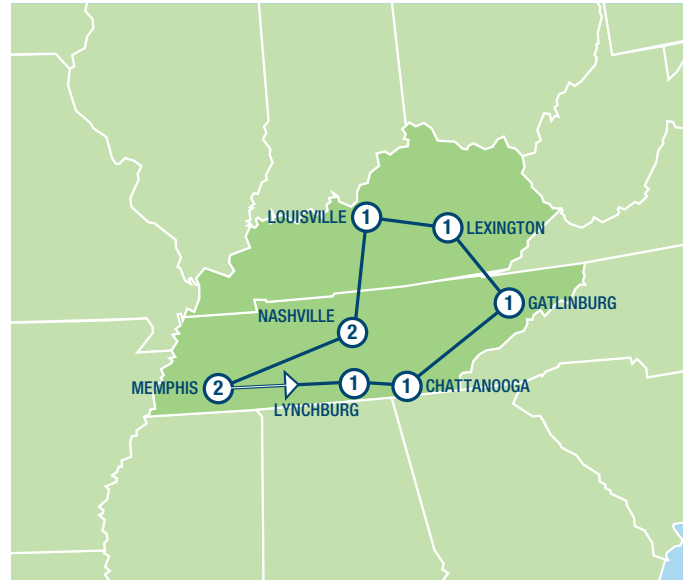 LOUISVILLE 1
1 LEXINGTON
1 GATLINBURG
NASHVILLE
2
MEMPHIS 2
1
1 CHATTANOOGA
LYNCHBURG